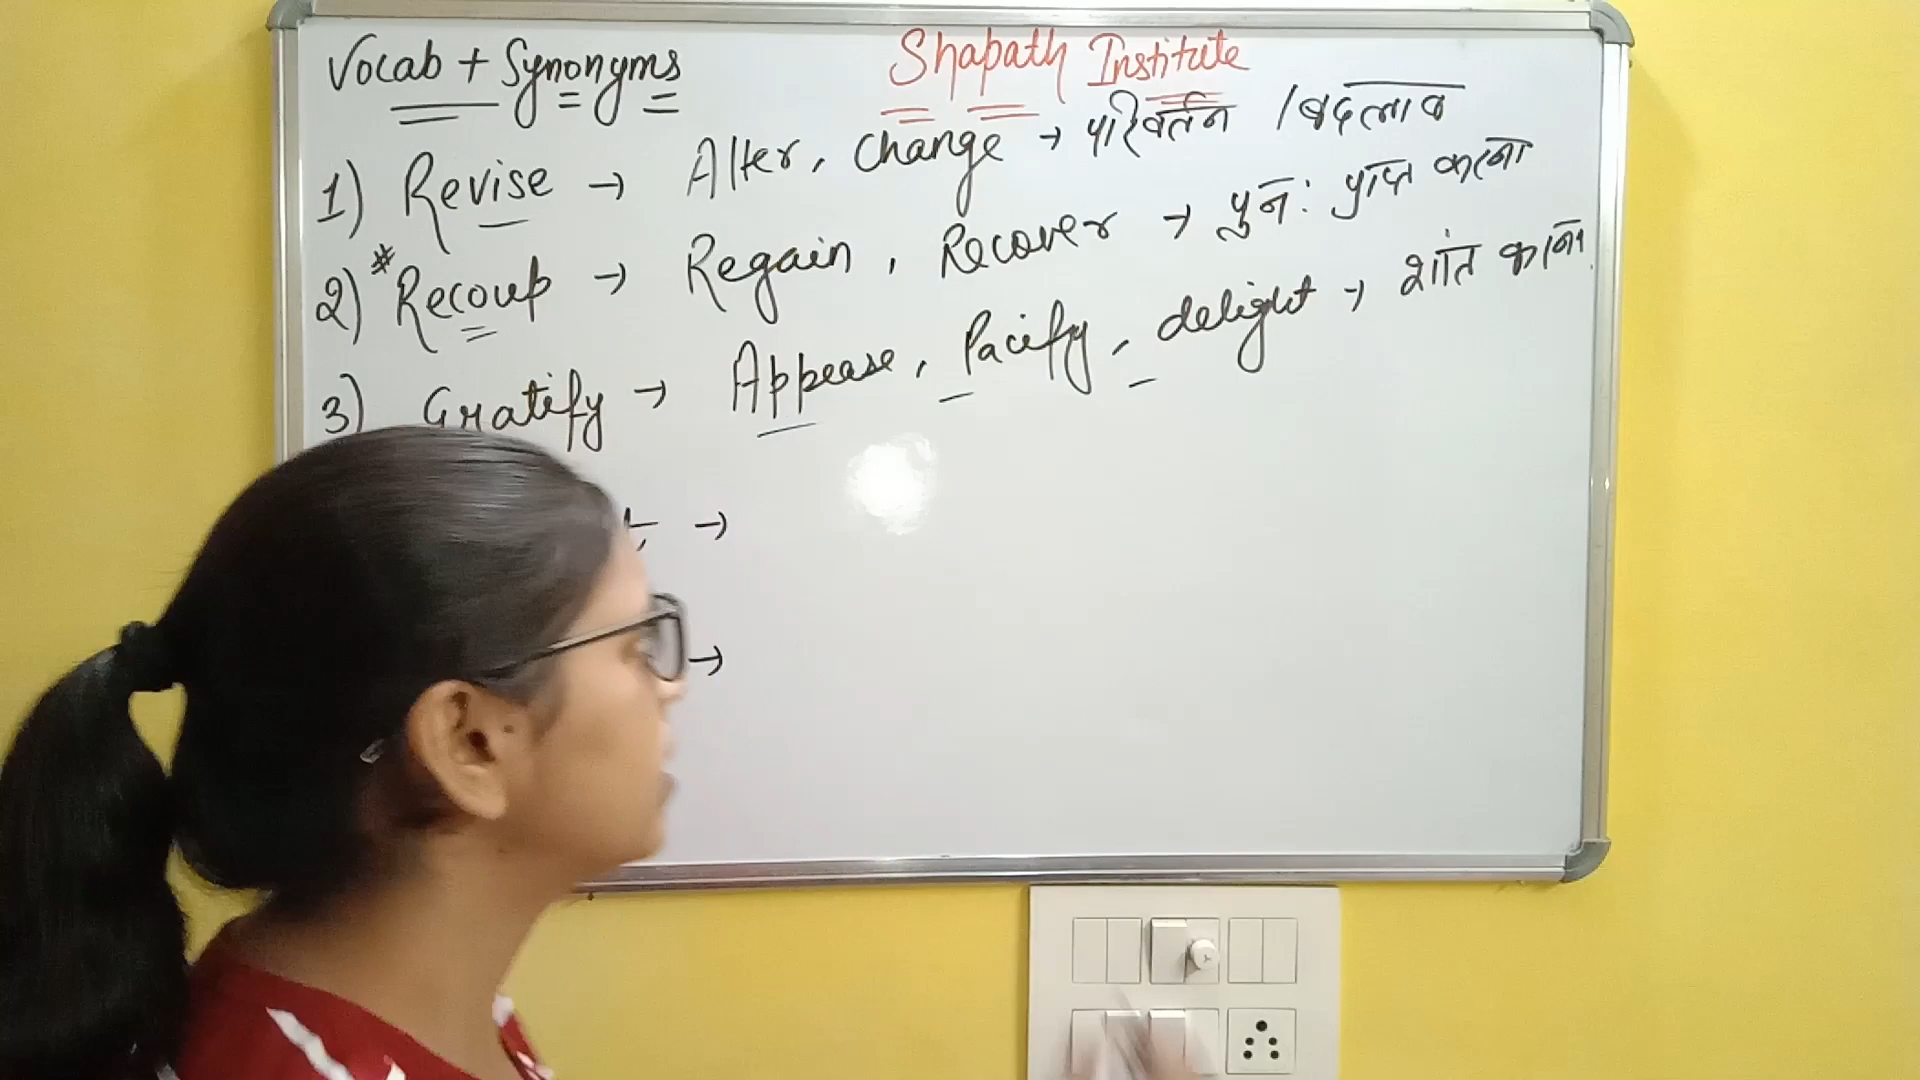 Vocab + Synonyms
Shapath Institute
1) Revise → Alter, change → परिवर्तन / बदलाव
2) * Recoup → Regain, Recover → पुन: प्राप्त करना
3) Gratify → Appease, Pacify, delight → शांत करना
→
→